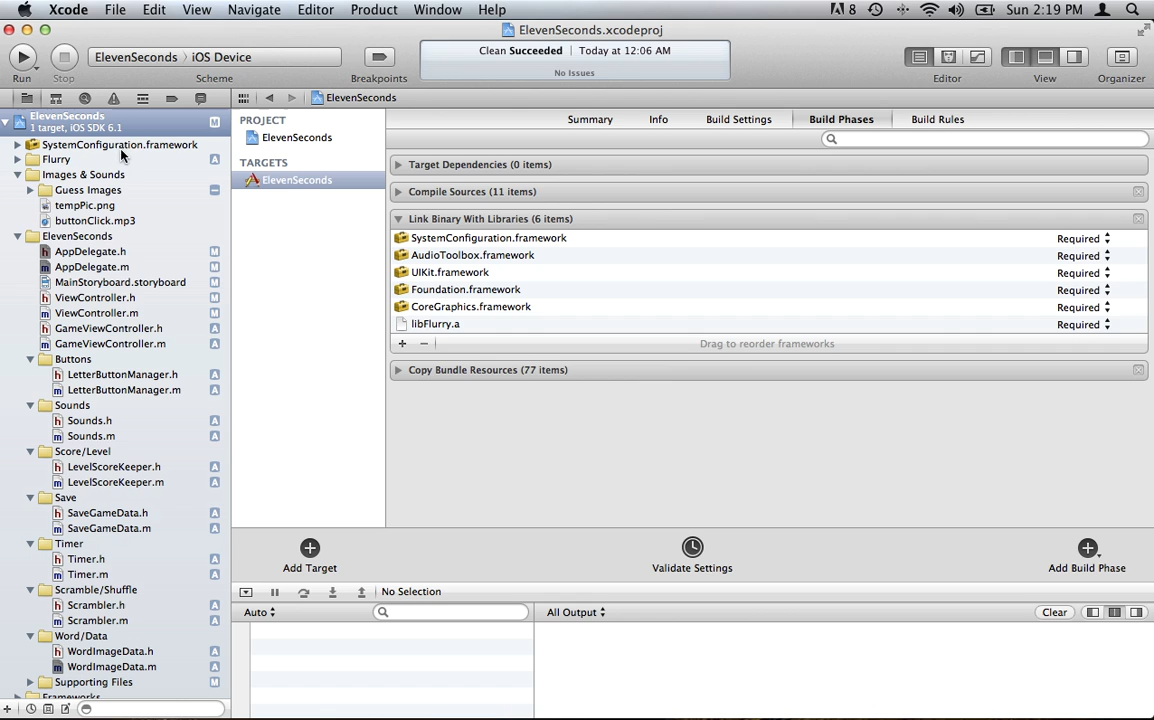 Xcode File Edit View Navigate Editor Product Window Help 8 Sun 2:19 PM
ElevenSeconds.xcodeproj
ElevenSeconds iOS Device
Clean Succeeded | Today at 12:06 AM
No Issues
Run Stop Scheme Breakpoints Editor View Organizer
ElevenSeconds
ElevenSeconds M
1 target, iOS SDK 6.1
SystemConfiguration.framework
Flurry A
Images & Sounds
Guess Images
tempPic.png
buttonClick.mp3
ElevenSeconds
h AppDelegate.h M
m AppDelegate.m M
MainStoryboard.storyboard M
h ViewController.h M
m ViewController.m M
h GameViewController.h A
m GameViewController.m A
Buttons
h LetterButtonManager.h A
m LetterButtonManager.m A
Sounds
h Sounds.h A
m Sounds.m A
Score/Level
h LevelScoreKeeper.h A
m LevelScoreKeeper.m A
Save
h SaveGameData.h A
m SaveGameData.m A
Timer
h Timer.h A
m Timer.m A
Scramble/Shuffle
h Scrambler.h A
m Scrambler.m A
Word/Data
h WordImageData.h A
m WordImageData.m A
Supporting Files M
Frameworks
PROJECT
ElevenSeconds
TARGETS
ElevenSeconds
Summary Info Build Settings Build Phases Build Rules
Target Dependencies (0 items)
Compile Sources (11 items)
Link Binary With Libraries (6 items)
SystemConfiguration.framework Required
AudioToolbox.framework Required
UIKit.framework Required
Foundation.framework Required
CoreGraphics.framework Required
libFlurry.a Required
+ − Drag to reorder frameworks
Copy Bundle Resources (77 items)
Add Target Validate Settings Add Build Phase
No Selection
Auto All Output Clear